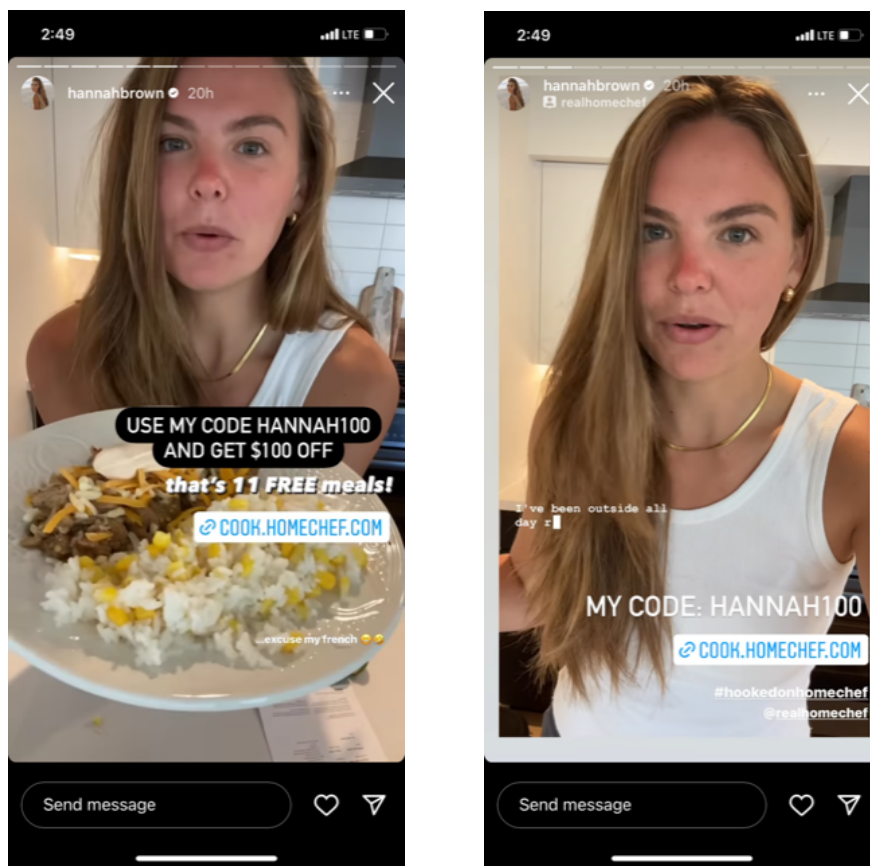 2:49
LTE
hannahbrown 20h
USE MY CODE HANNAH100
AND GET $100 OFF
that's 11 FREE meals!
COOK.HOMECHEF.COM
...excuse my french
Send message
2:49
LTE
hannahbrown 20h
realhomechef
I've been outside all
day r
MY CODE: HANNAH100
COOK.HOMECHEF.COM
#hookedonhomechef
@realhomechef
Send message